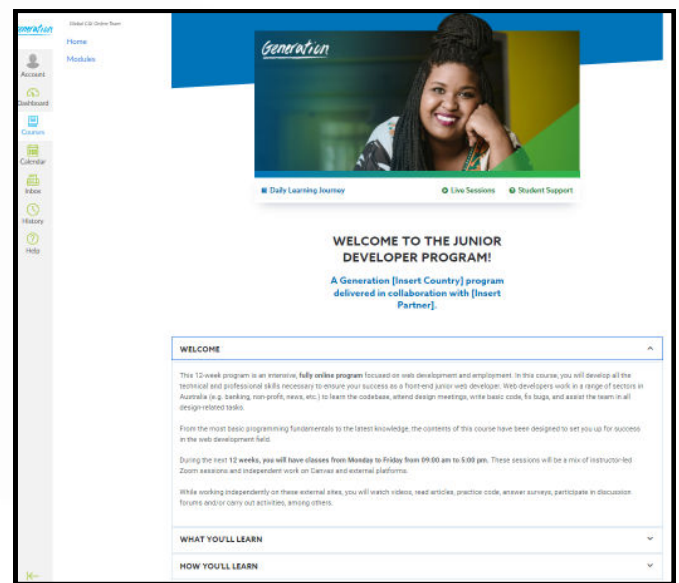 Generation
Global C&I Online Team
Home
Modules
Account
Dashboard
Courses
Calendar
Inbox
History
Help
Generation
Daily Learning Journey
Live Sessions
Student Support
WELCOME TO THE JUNIOR
DEVELOPER PROGRAM!
A Generation [Insert Country] program
delivered in collaboration with [Insert
Partner].
WELCOME
This 12-week program is an intensive, fully online program focused on web development and employment. In this course, you will develop all the
technical and professional skills necessary to ensure your success as a front-end junior web developer. Web developers work in a range of sectors in
Australia (e.g. banking, non-profit, news, etc.) to learn the codebase, attend design meetings, write basic code, fix bugs, and assist the team in all
design-related tasks.
From the most basic programming fundamentals to the latest knowledge, the contents of this course have been designed to set you up for success
in the web development field.
During the next 12 weeks, you will have classes from Monday to Friday from 09:00 am to 5:00 pm. These sessions will be a mix of instructor-led
Zoom sessions and independent work on Canvas and external platforms.
While working independently on these external sites, you will watch videos, read articles, practice code, answer surveys, participate in discussion
forums and/or carry out activities, among others.
WHAT YOU'LL LEARN
HOW YOU'LL LEARN